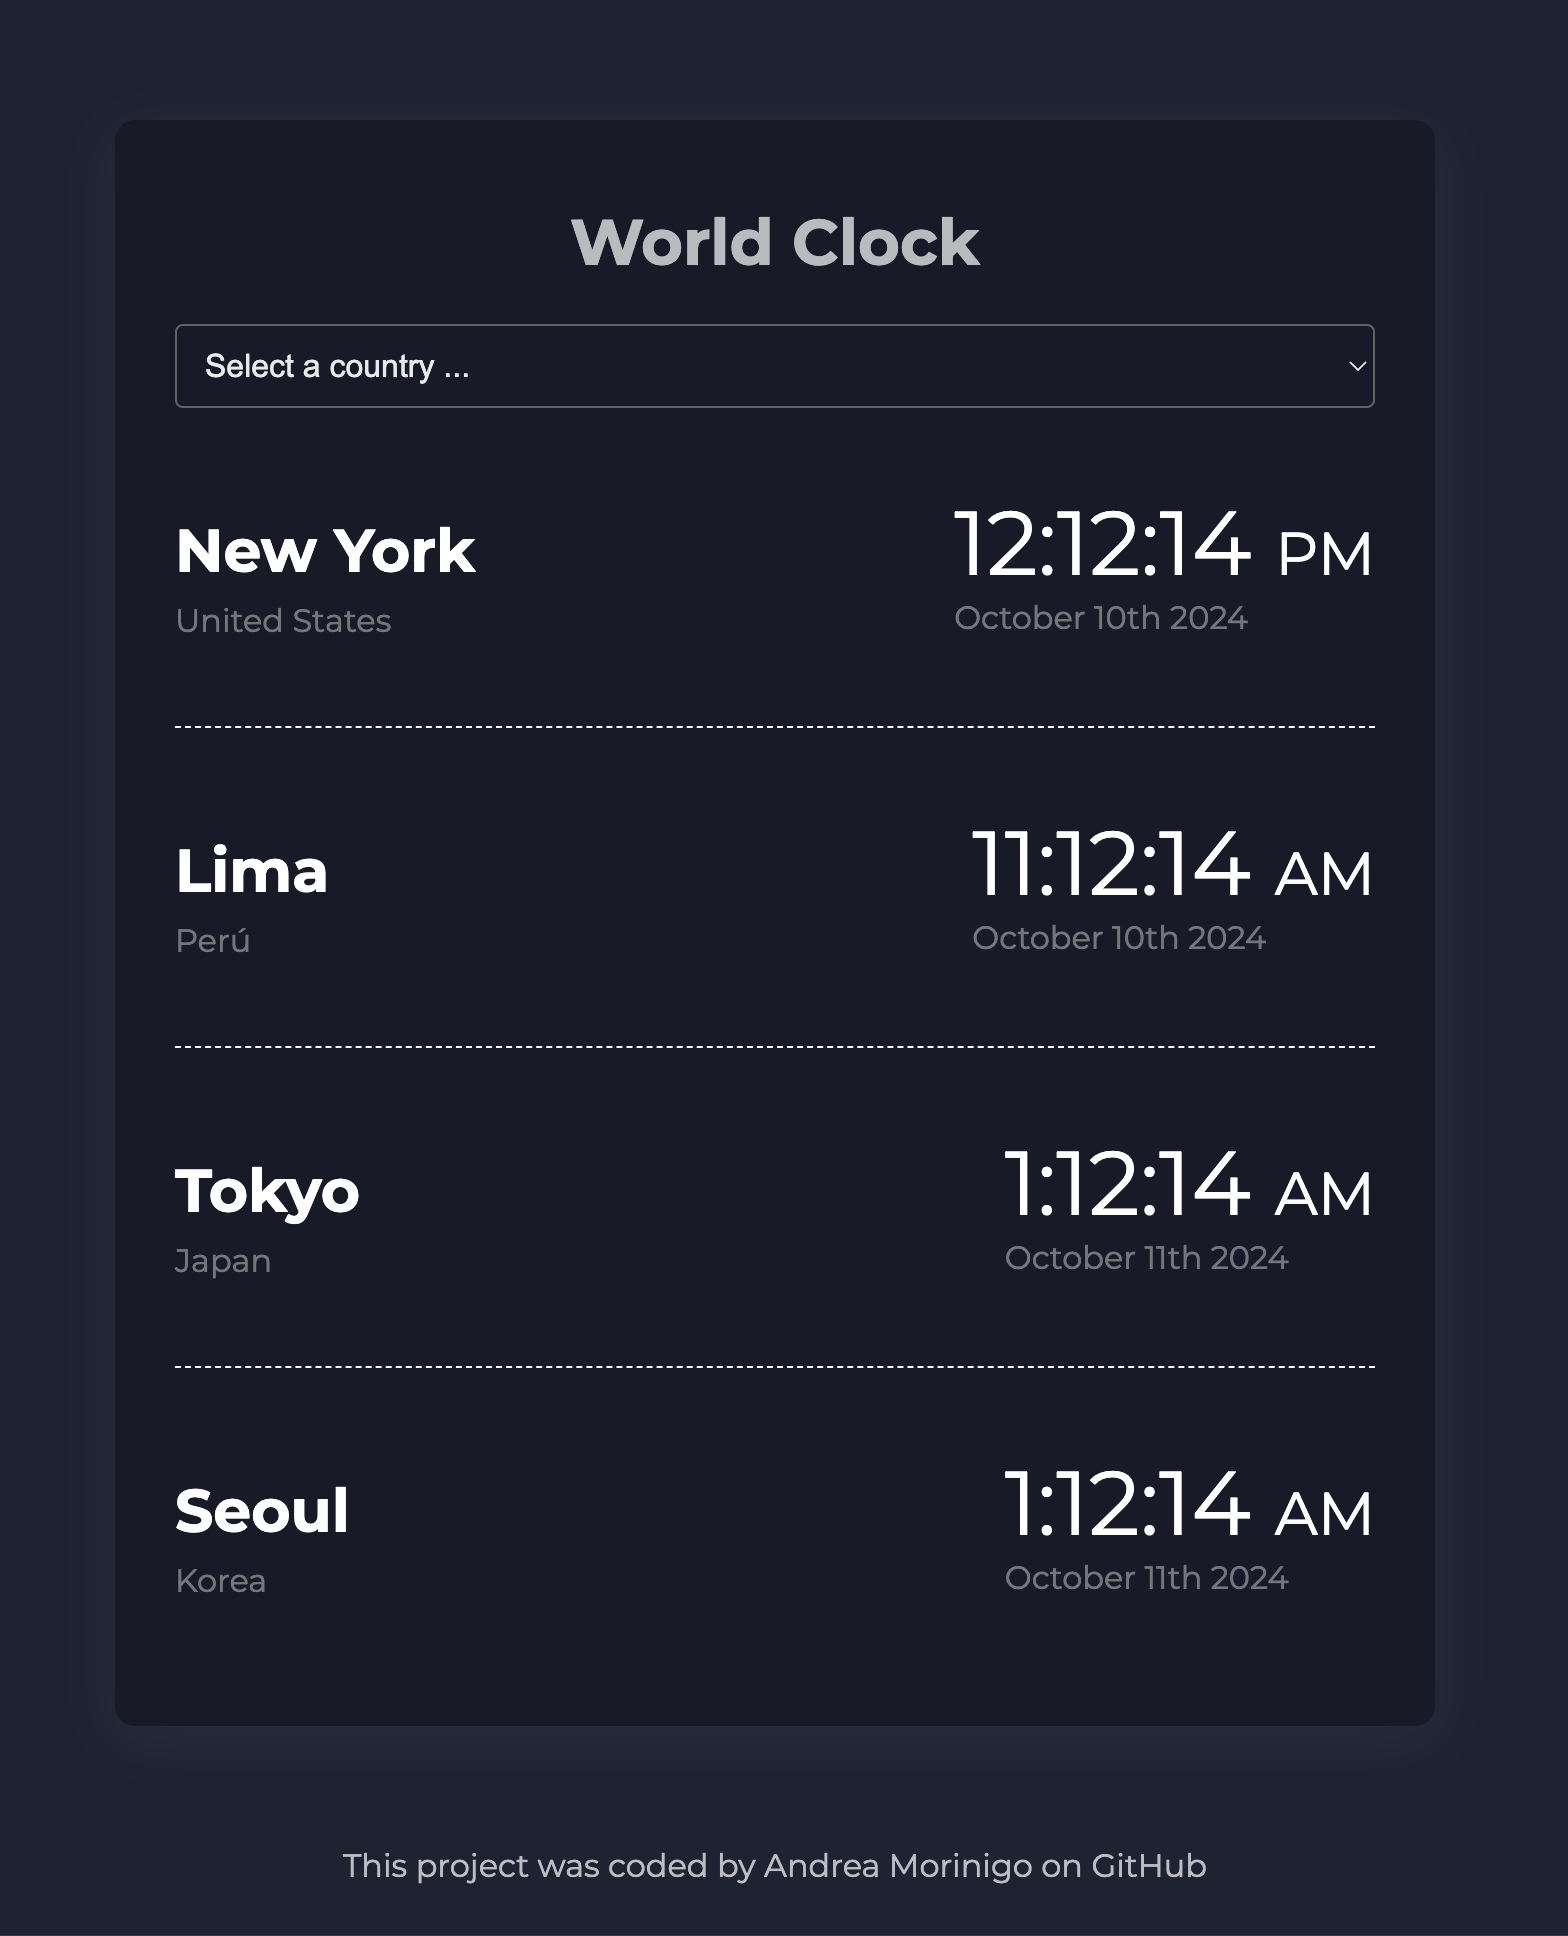 World Clock
Select a country ...
New York
12:12:14 PM
United States
October 10th 2024
Lima
11:12:14 AM
Perú
October 10th 2024
Tokyo
1:12:14 AM
Japan
October 11th 2024
Seoul
1:12:14 AM
Korea
October 11th 2024
This project was coded by Andrea Morinigo on GitHub